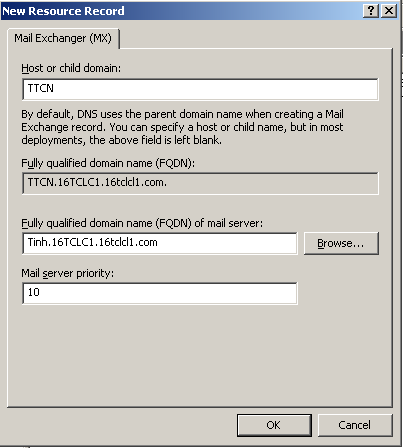 New Resource Record
Mail Exchanger (MX)
Host or child domain:
TTCN
By default, DNS uses the parent domain name when creating a Mail
Exchange record. You can specify a host or child name, but in most
deployments, the above field is left blank.
Fully qualified domain name (FQDN):
TTCN.16TCLC1.16tclcl1.com.
Fully qualified domain name (FQDN) of mail server:
Tinh.16TCLC1.16tclcl1.com
Browse...
Mail server priority:
10
OK
Cancel